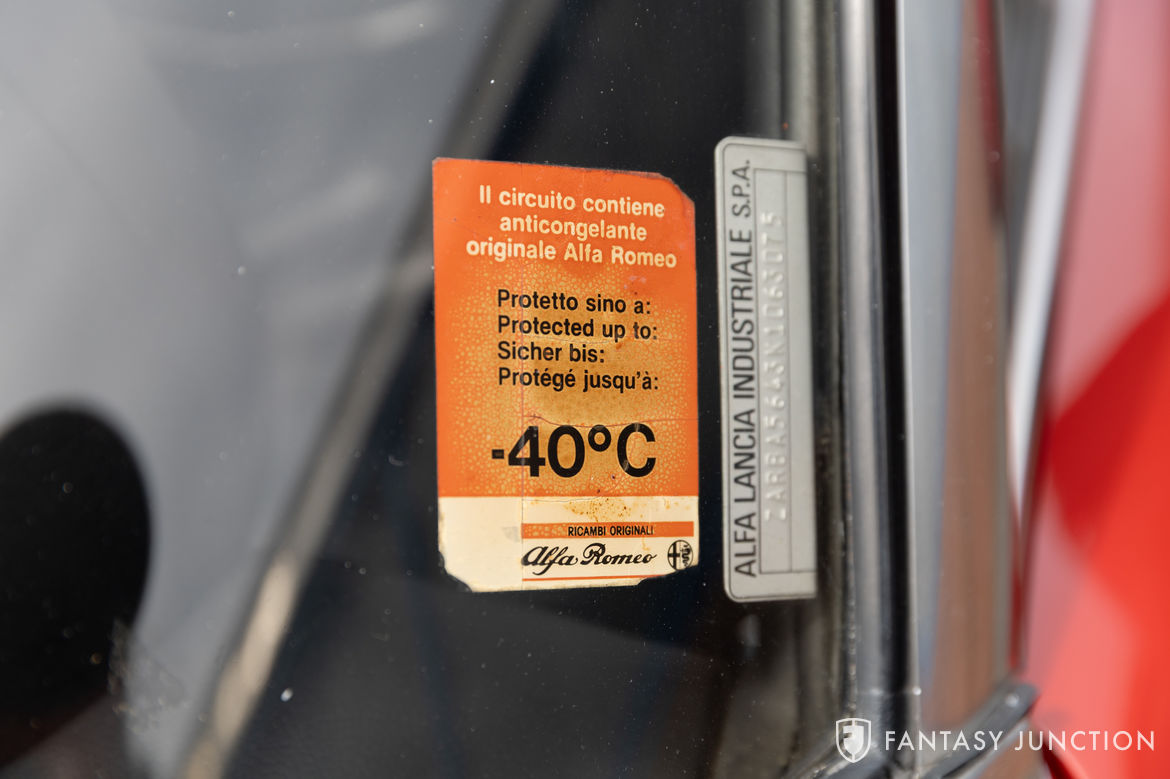 Il circuito contiene
anticongelante
originale Alfa Romeo
Protetto sino a:
Protected up to:
Sicher bis:
Protégé jusqu'à:
-40°C
RICAMBI ORIGINALI
Alfa Romeo
ALFA LANCIA INDUSTRIALE S.P.A.
ZARBA5643K1063075
FANTASY JUNCTION